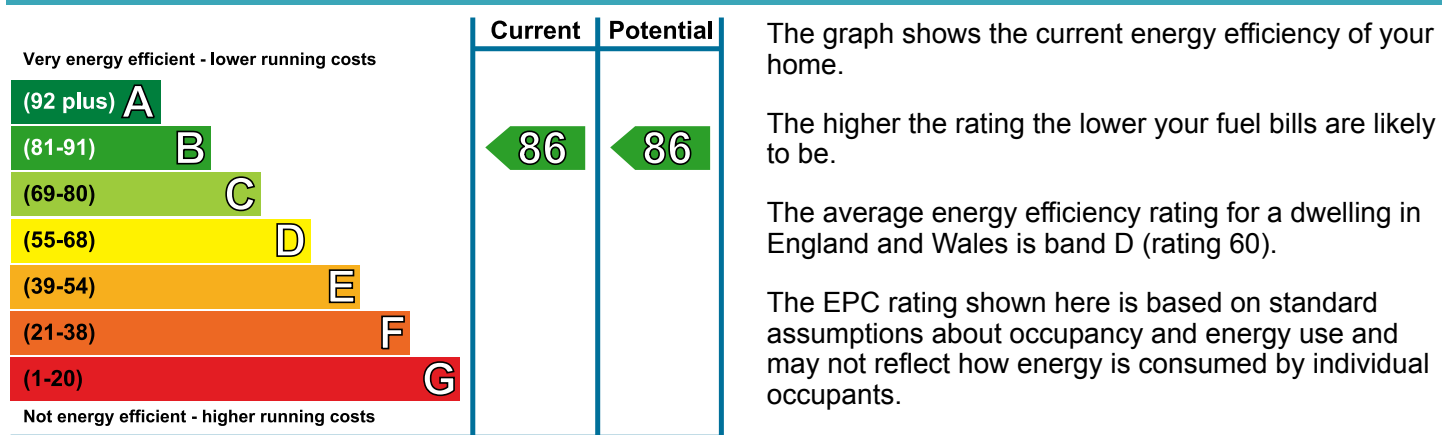 Current Potential
Very energy efficient - lower running costs
(92 plus) A
(81-91) B
86 86
(69-80) C
(55-68) D
(39-54) E
(21-38) F
(1-20) G
Not energy efficient - higher running costs
The graph shows the current energy efficiency of your
home.
The higher the rating the lower your fuel bills are likely
to be.
The average energy efficiency rating for a dwelling in
England and Wales is band D (rating 60).
The EPC rating shown here is based on standard
assumptions about occupancy and energy use and
may not reflect how energy is consumed by individual
occupants.